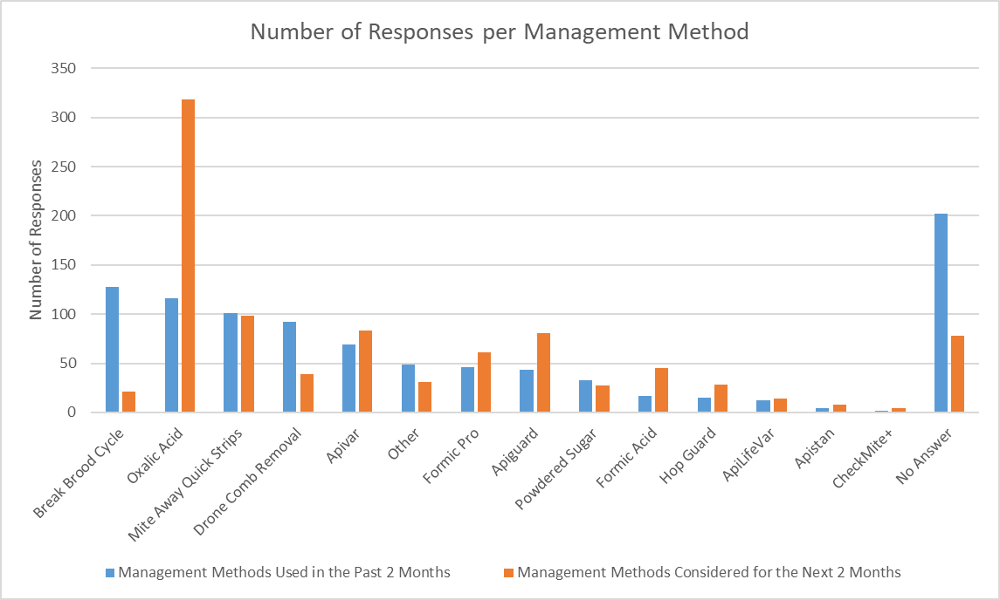 Number of Responses per Management Method
Number of Responses
350
300
250
200
150
100
50
0
Break Brood Cycle
Oxalic Acid
Mite Away Quick Strips
Drone Comb Removal
Apivar
Other
Formic Pro
Apiguard
Powdered Sugar
Formic Acid
Hop Guard
ApiLifeVar
Apistan
CheckMite+
No Answer
Management Methods Used in the Past 2 Months
Management Methods Considered for the Next 2 Months